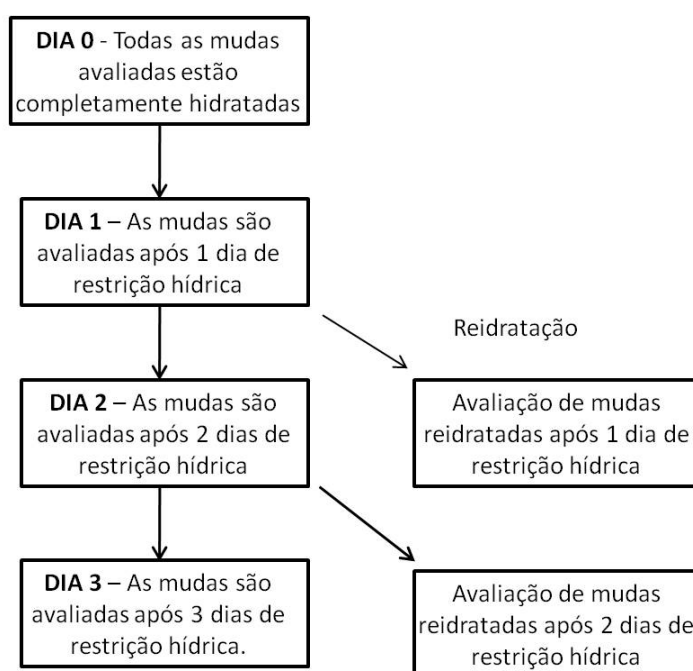 DIA 0 - Todas as mudas
avaliadas estão
completamente hidratadas
DIA 1 – As mudas são
avaliadas após 1 dia de
restrição hídrica
Reidratação
DIA 2 – As mudas são
avaliadas após 2 dias de
restrição hídrica.
Avaliação de mudas
reidratadas após 1 dia de
restrição hídrica
DIA 3 – As mudas são
avaliadas após 3 dias de
restrição hídrica.
Avaliação de mudas
reidratadas após 2 dias de
restrição hídrica